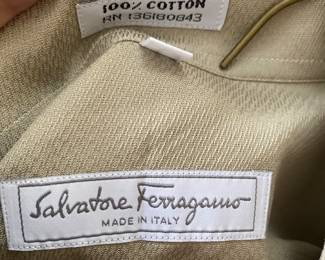 100% COTTON
RN 136180843
Salvatore Ferragamo
MADE IN ITALY